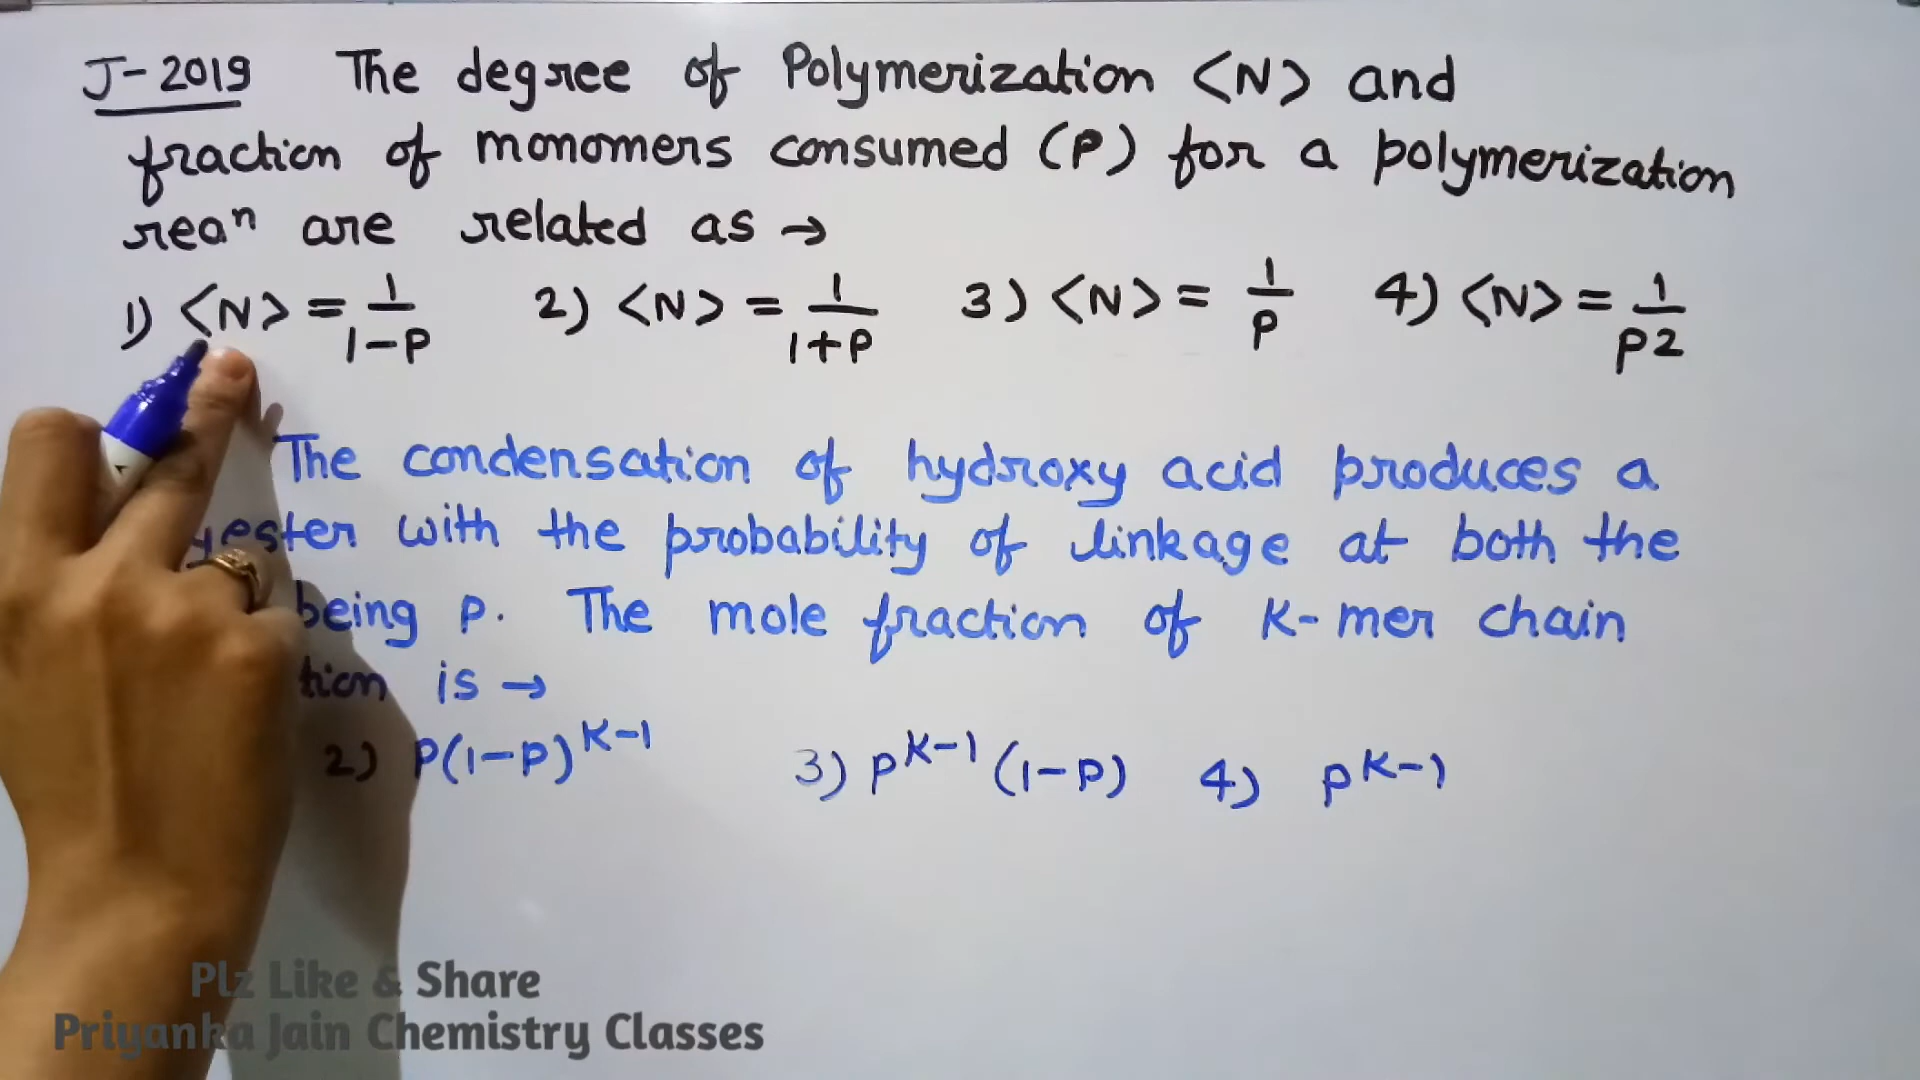 J-2019 The degree of Polymerization <N> and
fraction of monomers consumed (P) for a polymerization
reaⁿ are related as →
1) <N> = 1/1-P 2) <N> = 1/1+P 3) <N> = 1/P 4) <N> = 1/P2
The condensation of hydroxy acid produces a
with the probability of linkage at both the
being P. The mole fraction of K-mer chain
is →
2) P(1-P)^K-1 3) P^K-1 (1-P) 4) P^K-1
Plz Like & Share
Priyanka Jain Chemistry Classes